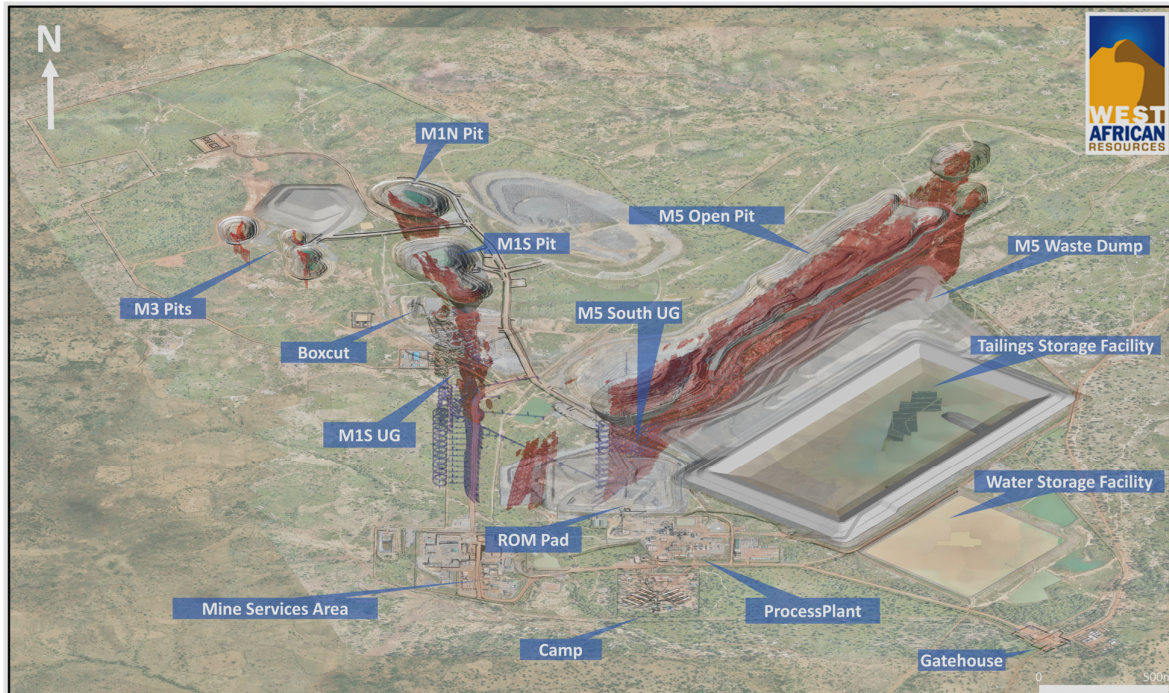 N
WEST
AFRICAN
RESOURCES
M1N Pit
M5 Open Pit
M1S Pit
M5 Waste Dump
M3 Pits
M5 South UG
Boxcut
Tailings Storage Facility
M1S UG
Water Storage Facility
ROM Pad
Mine Services Area
ProcessPlant
Camp
Gatehouse
0 500m